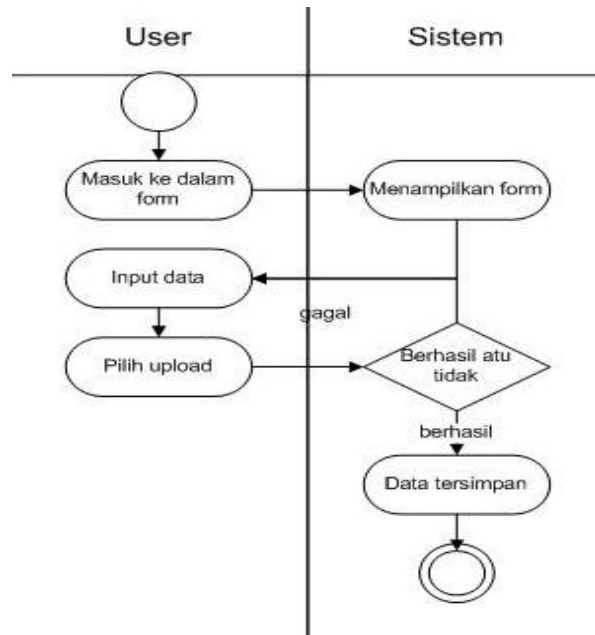 User
Sistem
Masuk ke dalam
form
Menampilkan form
Input data
gagal
Pilih upload
Berhasil atu
tidak
berhasil
Data tersimpan